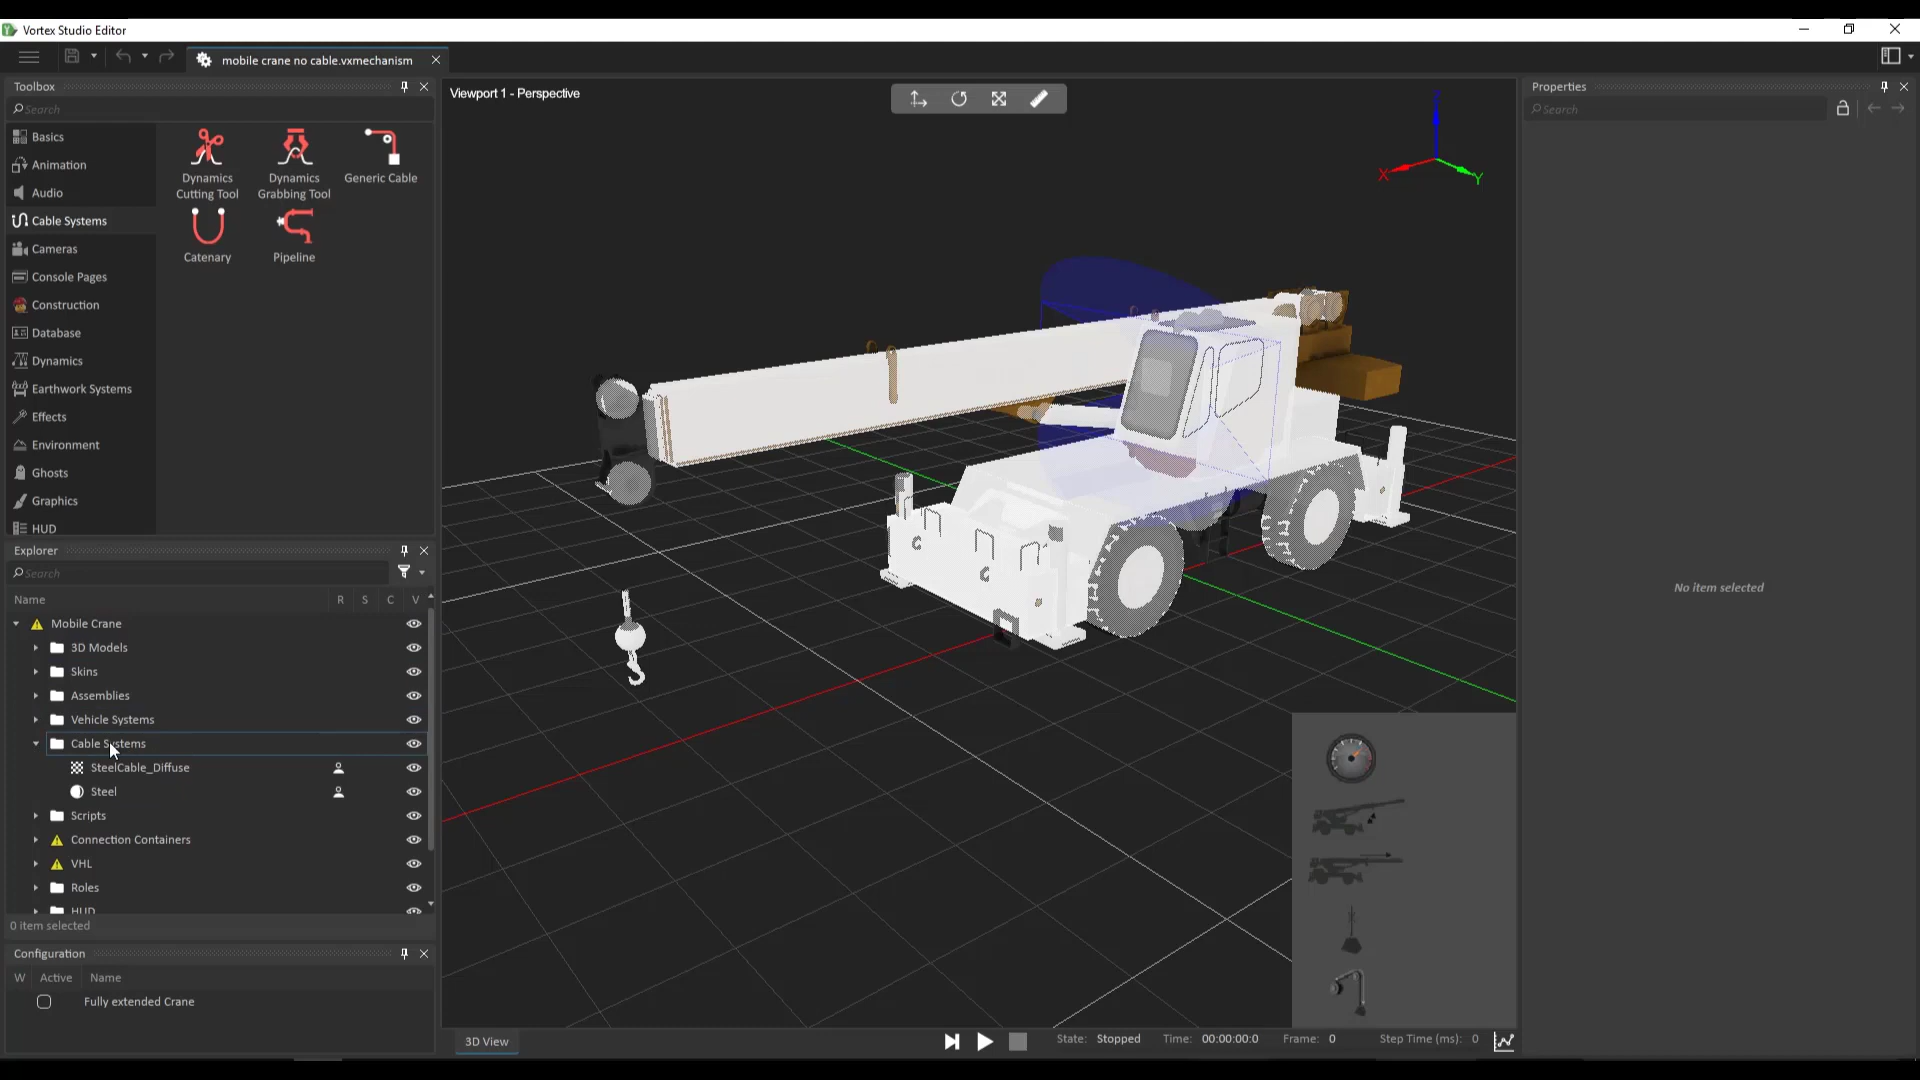 Vortex Studio Editor
mobile crane no cable.vxmechanism
Toolbox
Search
Basics
Animation
Audio
Cable Systems
Cameras
Console Pages
Construction
Database
Dynamics
Earthwork Systems
Effects
Environment
Ghosts
Graphics
HUD
Dynamics
Cutting Tool
Dynamics
Grabbing Tool
Generic Cable
Catenary
Pipeline
Explorer
Search
Name R S C V
Mobile Crane
3D Models
Skins
Assemblies
Vehicle Systems
Cable Systems
SteelCable_Diffuse
Steel
Scripts
Connection Containers
VHL
Roles
HUD
0 item selected
Configuration
W Active Name
Fully extended Crane
Viewport 1 - Perspective
X
Y
3D View
State: Stopped Time: 00:00:00:0 Frame: 0 Step Time (ms): 0
Properties
Search
No item selected